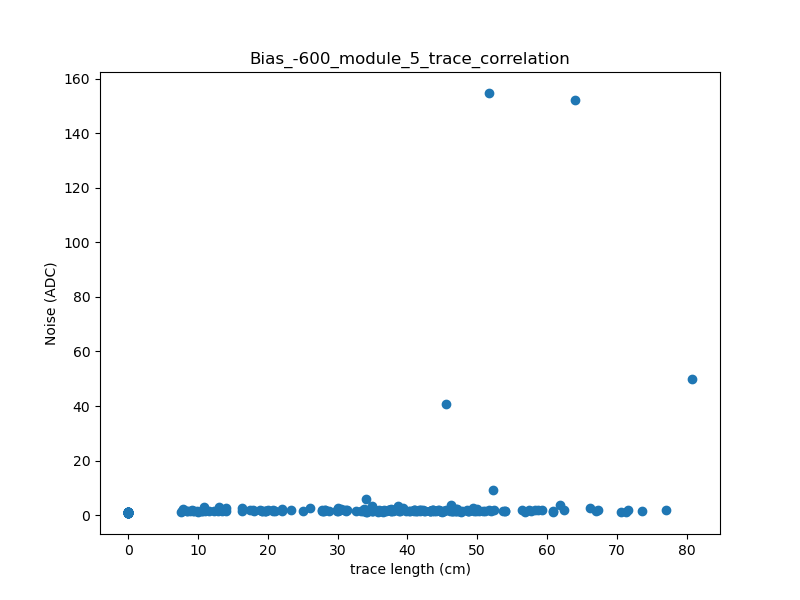 Bias_-600_module_5_trace_correlation
160
140
120
100
80
60
40
20
0
Noise (ADC)
0 10 20 30 40 50 60 70 80
trace length (cm)